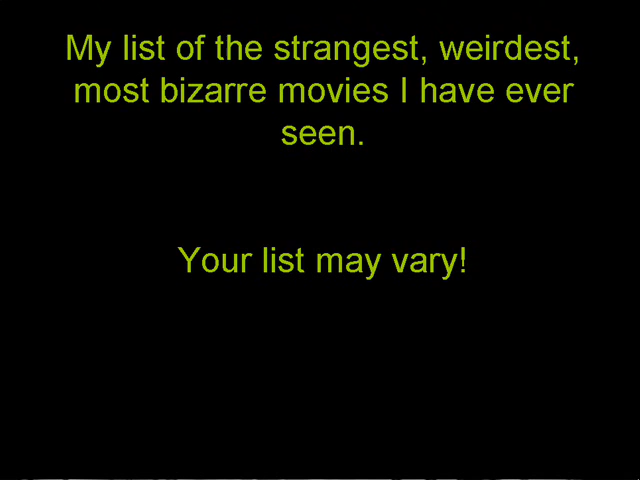 My list of the strangest, weirdest,
most bizarre movies I have ever
seen.
Your list may vary!